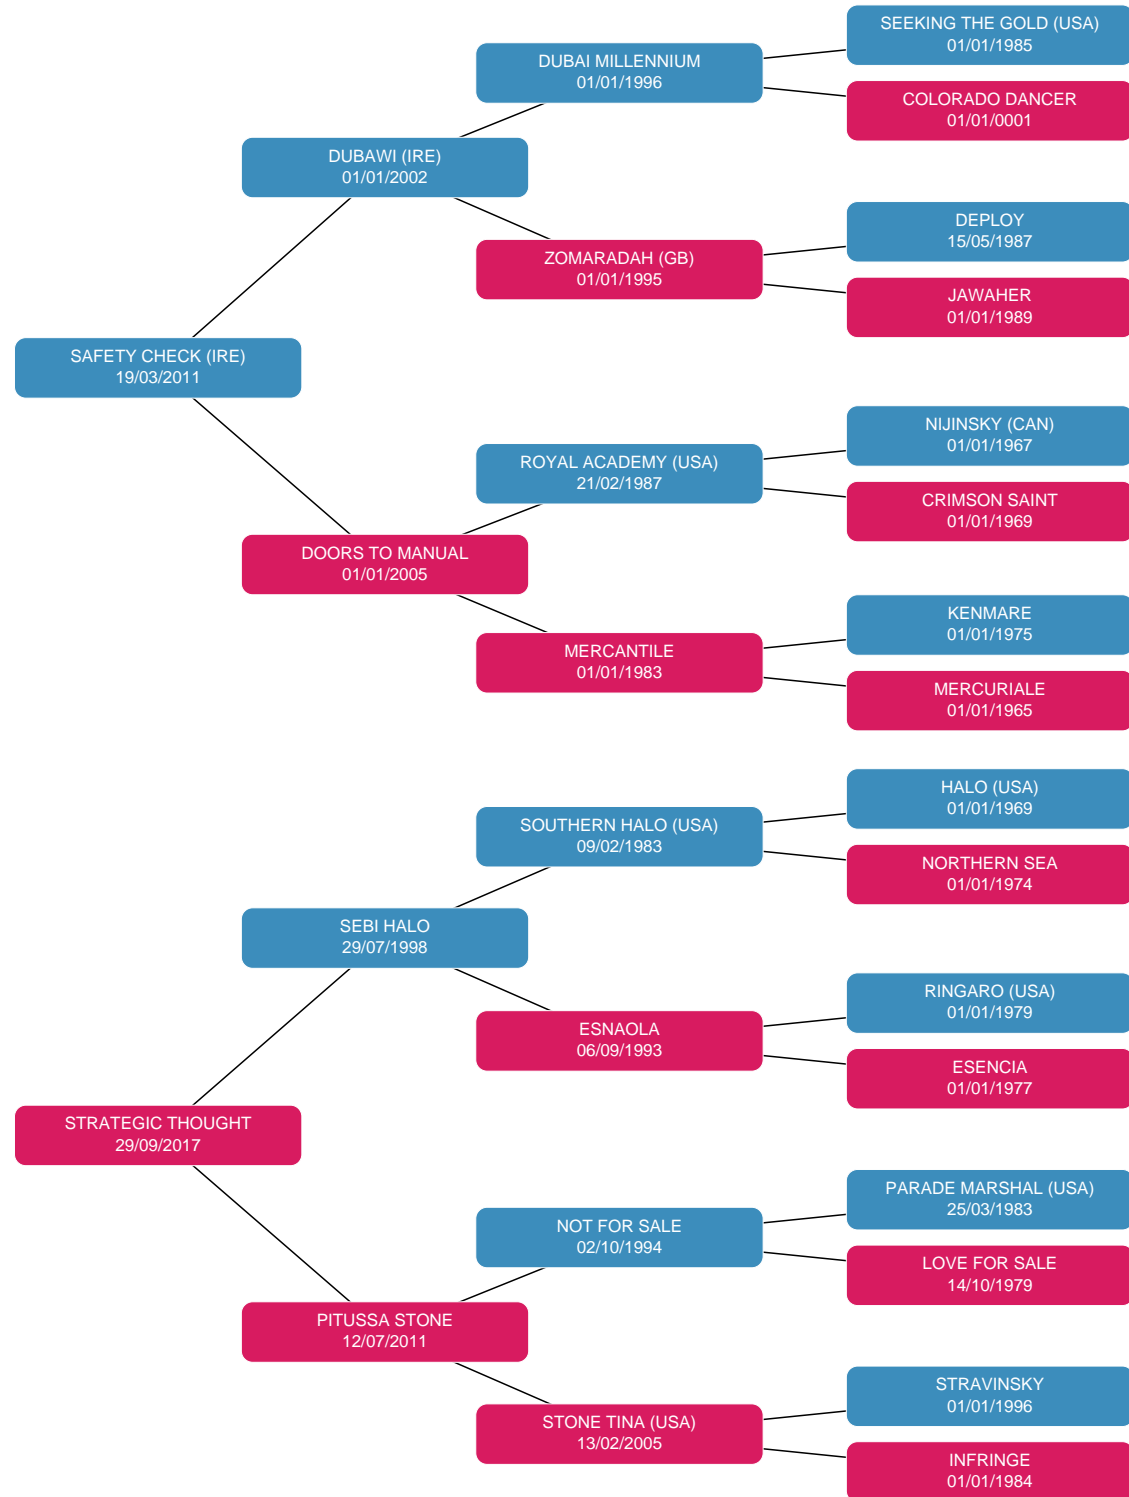 SEEKING THE GOLD (USA)
01/01/1985
DUBAI MILLENNIUM
01/01/1996
COLORADO DANCER
01/01/0001
DUBAWI (IRE)
01/01/2002
DEPLOY
15/05/1987
ZOMARADAH (GB)
01/01/1995
JAWAHER
01/01/1989
SAFETY CHECK (IRE)
19/03/2011
NIJINSKY (CAN)
01/01/1967
ROYAL ACADEMY (USA)
21/02/1987
CRIMSON SAINT
01/01/1969
DOORS TO MANUAL
01/01/2005
KENMARE
01/01/1975
MERCANTILE
01/01/1983
MERCURIALE
01/01/1965
HALO (USA)
01/01/1969
SOUTHERN HALO (USA)
09/02/1983
NORTHERN SEA
01/01/1974
SEBI HALO
29/07/1998
RINGARO (USA)
01/01/1979
ESNAOLA
06/09/1993
ESENCIA
01/01/1977
STRATEGIC THOUGHT
29/09/2017
PARADE MARSHAL (USA)
25/03/1983
NOT FOR SALE
02/10/1994
LOVE FOR SALE
14/10/1979
PITUSSA STONE
12/07/2011
STRAVINSKY
01/01/1996
STONE TINA (USA)
13/02/2005
INFRINGE
01/01/1984